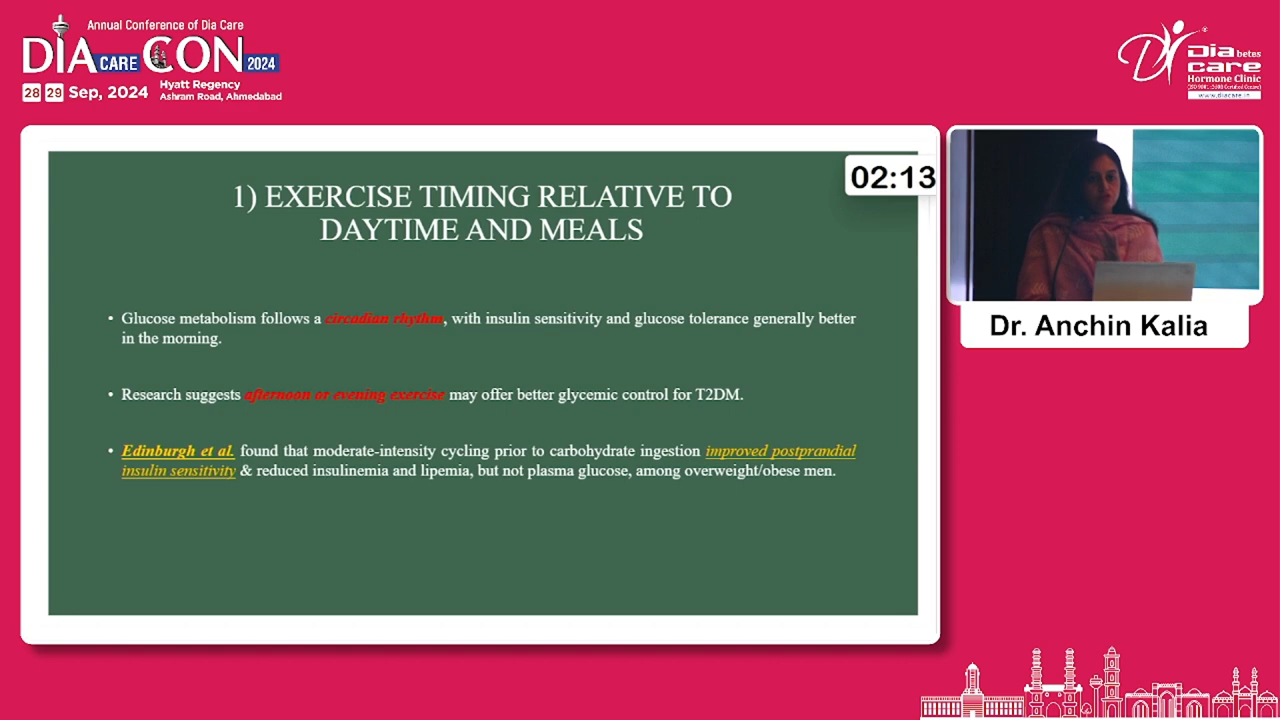 Annual Conference of Dia Care
DIA CARE CON 2024
28 29 Sep, 2024
Hyatt Regency
Ashram Road, Ahmedabad
Diabetes
care
Hormone Clinic
www.diacare.in
02:13
1) EXERCISE TIMING RELATIVE TO
DAYTIME AND MEALS
• Glucose metabolism follows a circadian rhythm, with insulin sensitivity and glucose tolerance generally better
in the morning.
• Research suggests afternoon or evening exercise may offer better glycemic control for T2DM.
• Edinburgh et al. found that moderate-intensity cycling prior to carbohydrate ingestion improved postprandial
insulin sensitivity & reduced insulinemia and lipemia, but not plasma glucose, among overweight/obese men.
Dr. Anchin Kalia